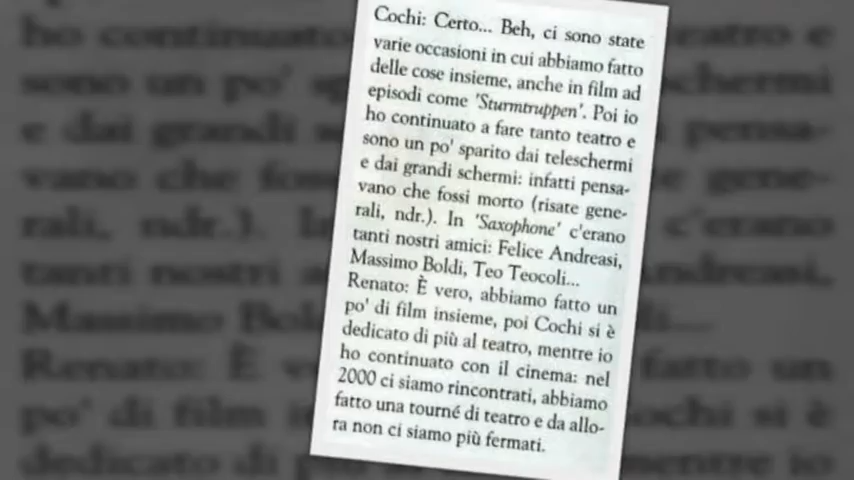 Cochi: Certo... Beh, ci sono state
varie occasioni in cui abbiamo fatto
delle cose insieme, anche in film ad
episodi come 'Sturmtruppen'. Poi io
ho continuato a fare tanto teatro e
sono un po' sparito dai teleschermi
e dai grandi schermi: infatti pensa-
vano che fossi morto (risate gene-
rali, ndr.). In 'Saxophone' c'erano
tanti nostri amici: Felice Andreasi,
Massimo Boldi, Teo Teocoli...
Renato: È vero, abbiamo fatto un
po' di film insieme, poi Cochi si è
dedicato di più al teatro, mentre io
ho continuato con il cinema: nel
2000 ci siamo rincontrati, abbiamo
fatto una tourné di teatro e da allo-
ra non ci siamo più fermati.